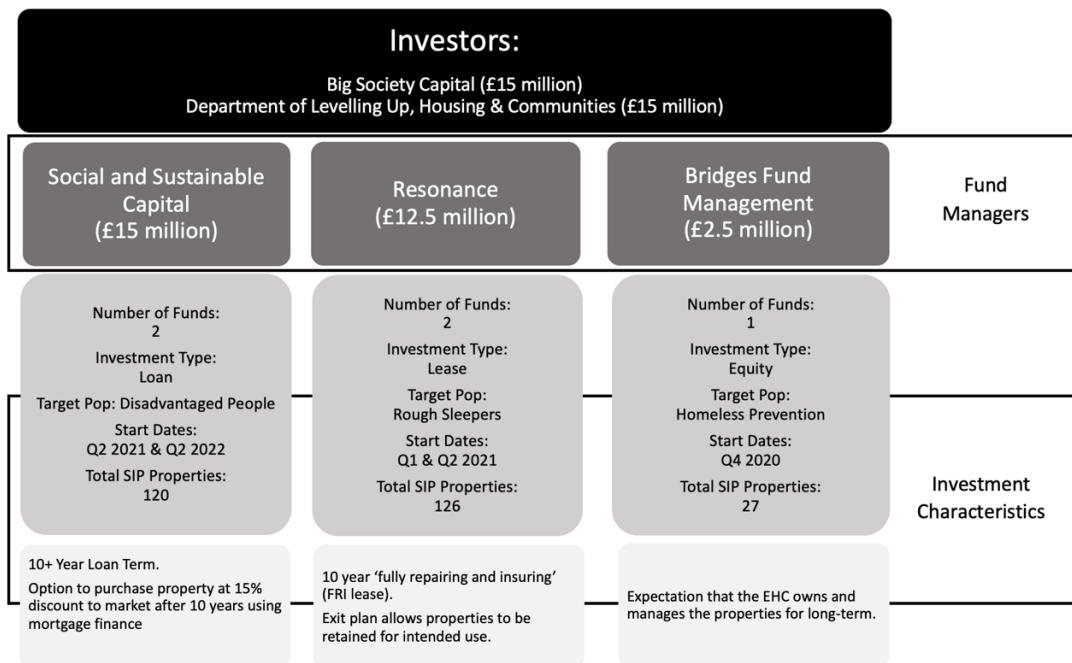 Investors:
Big Society Capital (£15 million)
Department of Levelling Up, Housing & Communities (£15 million)
Social and Sustainable
Capital
(£15 million)
Resonance
(£12.5 million)
Bridges Fund
Management
(£2.5 million)
Fund
Managers
Number of Funds:
2
Investment Type:
Loan
Target Pop: Disadvantaged People
Start Dates:
Q2 2021 & Q2 2022
Total SIP Properties:
120
Number of Funds:
2
Investment Type:
Lease
Target Pop:
Rough Sleepers
Start Dates:
Q1 & Q2 2021
Total SIP Properties:
126
Number of Funds:
1
Investment Type:
Equity
Target Pop:
Homeless Prevention
Start Dates:
Q4 2020
Total SIP Properties:
27
Investment
Characteristics
10+ Year Loan Term.
Option to purchase property at 15%
discount to market after 10 years using
mortgage finance
10 year ‘fully repairing and insuring’
(FRI lease).
Exit plan allows properties to be
retained for intended use.
Expectation that the EHC owns and
manages the properties for long-term.